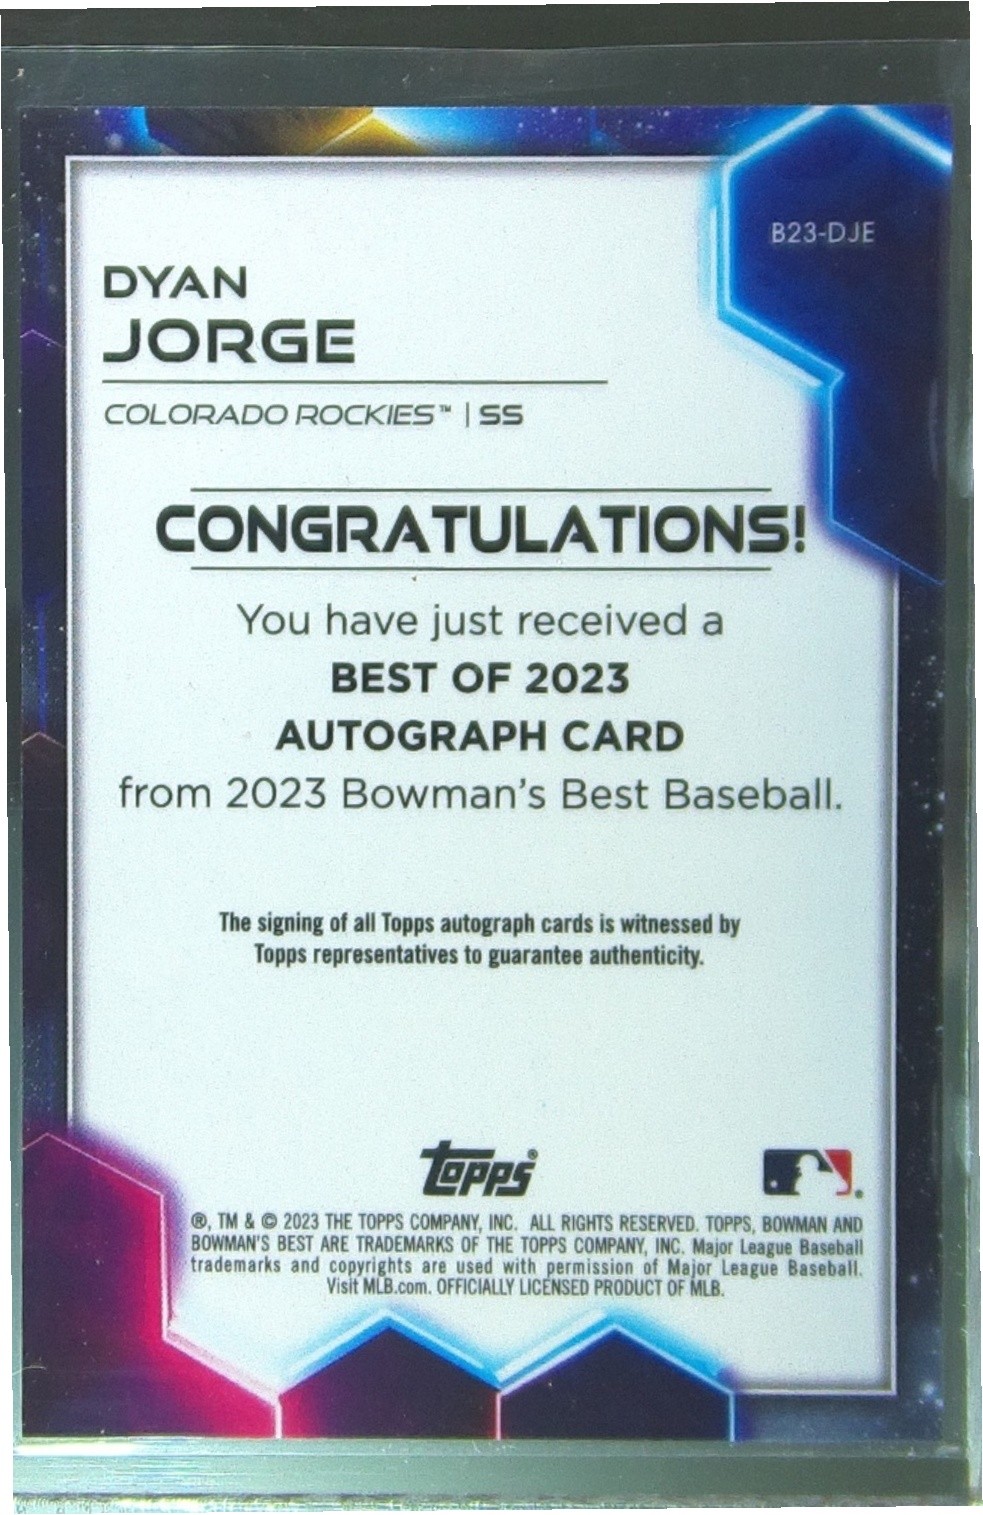 B23-DJE
DYAN
JORGE
COLORADO ROCKIES™ | SS
CONGRATULATIONS!
You have just received a
BEST OF 2023
AUTOGRAPH CARD
from 2023 Bowman's Best Baseball.
The signing of all Topps autograph cards is witnessed by
Topps representatives to guarantee authenticity.
topps®
®, TM & © 2023 THE TOPPS COMPANY, INC. ALL RIGHTS RESERVED. TOPPS, BOWMAN AND
BOWMAN'S BEST ARE TRADEMARKS OF THE TOPPS COMPANY, INC. Major League Baseball
trademarks and copyrights are used with permission of Major League Baseball.
Visit MLB.com. OFFICIALLY LICENSED PRODUCT OF MLB.